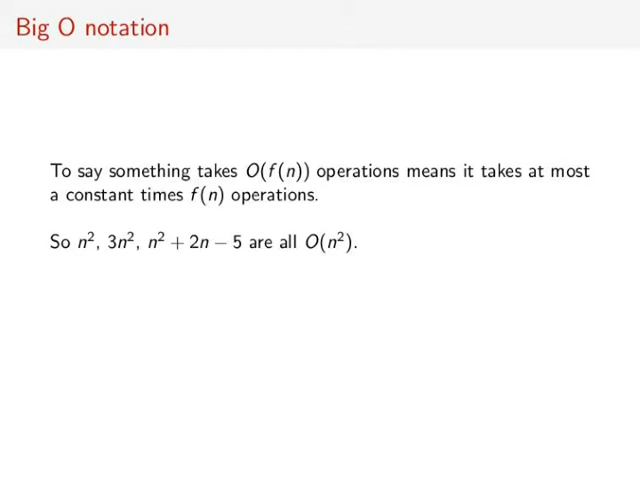 Big O notation
To say something takes O(f(n)) operations means it takes at most
a constant times f(n) operations.
So n², 3n², n² + 2n − 5 are all O(n²).